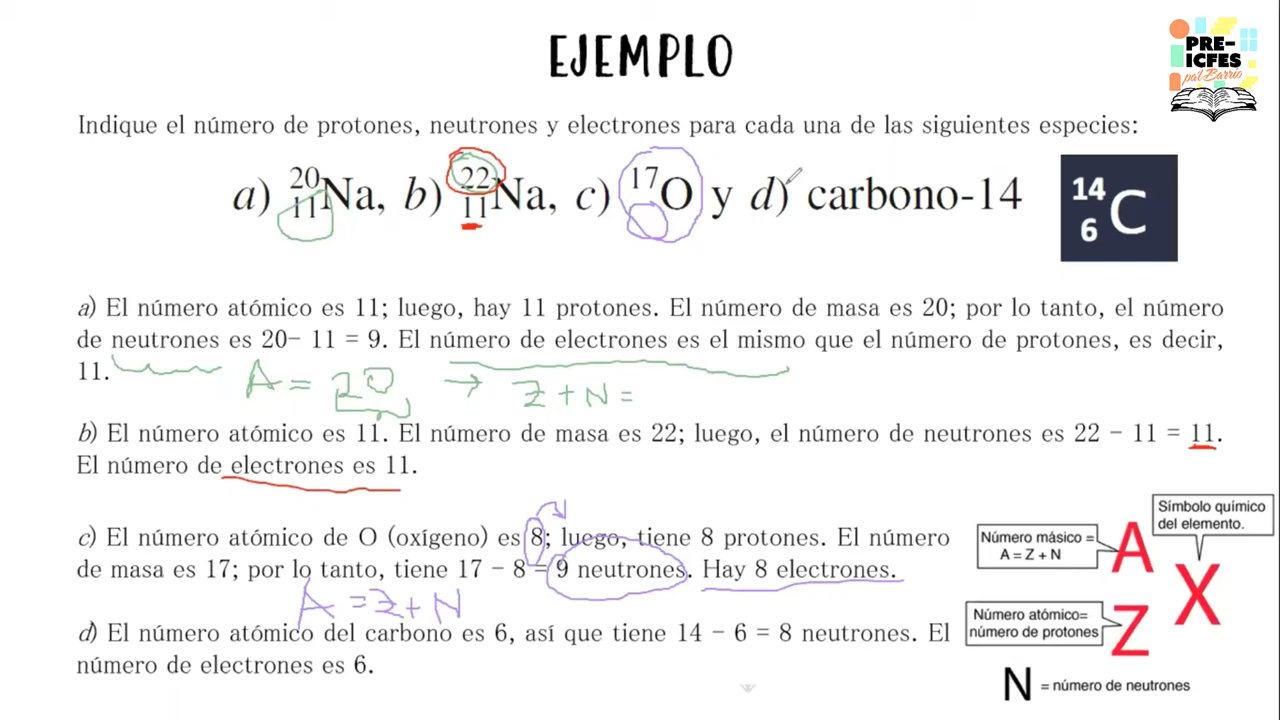 EJEMPLO
PRE-
ICFES
pal Barrio
Indique el número de protones, neutrones y electrones para cada una de las siguientes especies:
a) ²⁰₁₁Na, b) ²²₁₁Na, c) ¹⁷O y d) carbono-14
¹⁴₆C
a) El número atómico es 11; luego, hay 11 protones. El número de masa es 20; por lo tanto, el número
de neutrones es 20– 11 = 9. El número de electrones es el mismo que el número de protones, es decir,
11.
A = 20 → Z + N =
b) El número atómico es 11. El número de masa es 22; luego, el número de neutrones es 22 – 11 = 11.
El número de electrones es 11.
c) El número atómico de O (oxígeno) es 8; luego, tiene 8 protones. El número
de masa es 17; por lo tanto, tiene 17 – 8 = 9 neutrones. Hay 8 electrones.
A = Z + N
d) El número atómico del carbono es 6, así que tiene 14 – 6 = 8 neutrones. El
número de electrones es 6.
Símbolo químico
del elemento.
Número másico =
A = Z + N
A
X
Número atómico=
número de protones
Z
N = número de neutrones